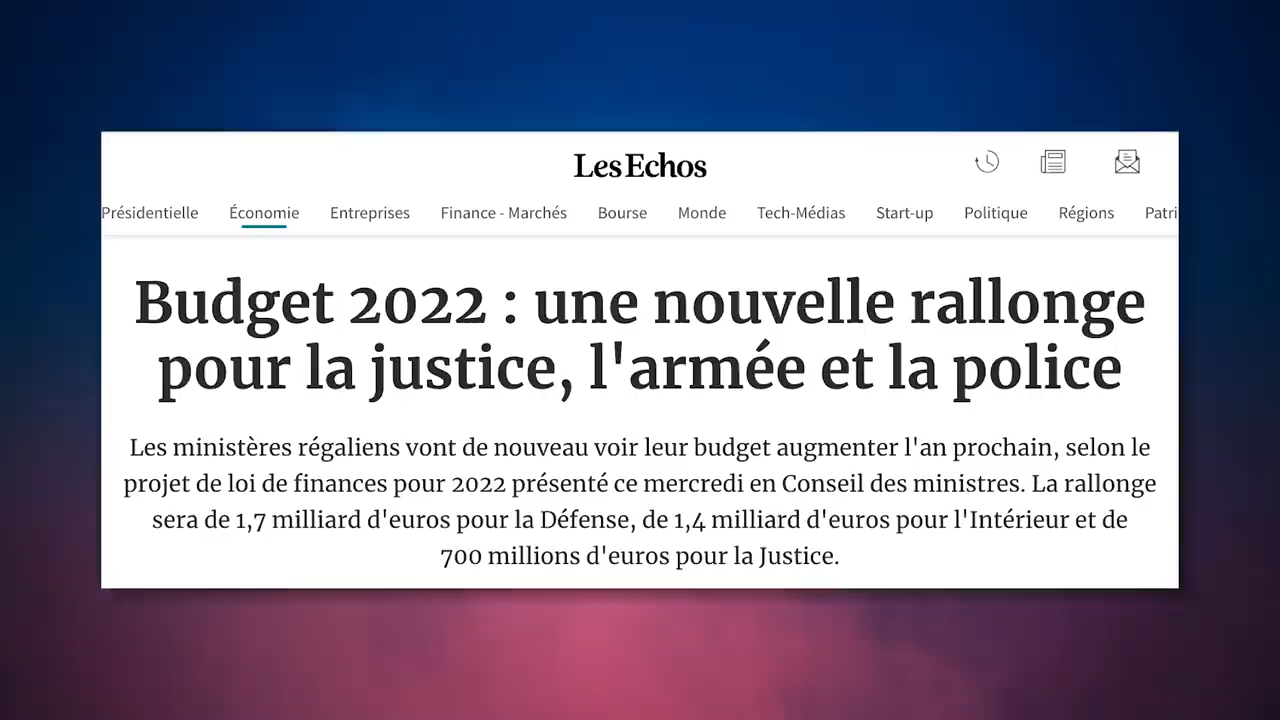 Les Echos
Présidentielle Économie Entreprises Finance - Marchés Bourse Monde Tech-Médias Start-up Politique Régions Patri
Budget 2022 : une nouvelle rallonge
pour la justice, l'armée et la police
Les ministères régaliens vont de nouveau voir leur budget augmenter l'an prochain, selon le
projet de loi de finances pour 2022 présenté ce mercredi en Conseil des ministres. La rallonge
sera de 1,7 milliard d'euros pour la Défense, de 1,4 milliard d'euros pour l'Intérieur et de
700 millions d'euros pour la Justice.